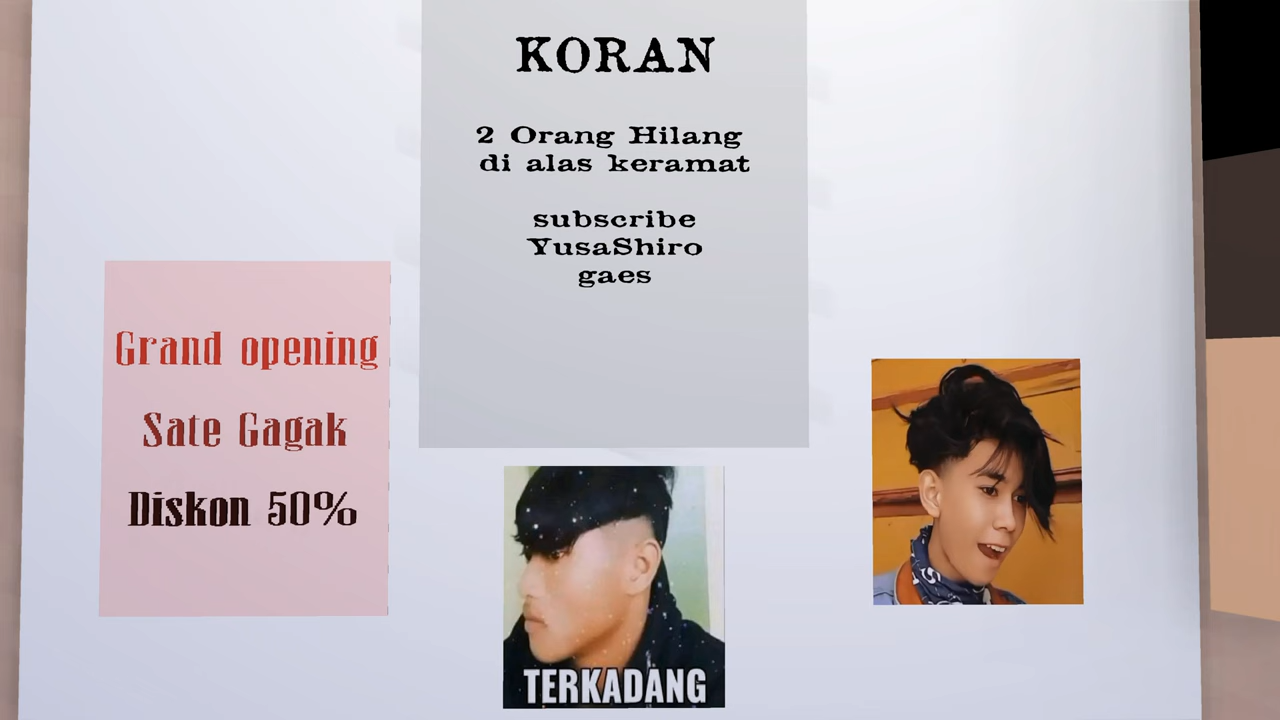 KORAN
2 Orang Hilang
di alas keramat
subscribe
YusaShiro
gaes
Grand opening
Sate Gagak
Diskon 50%
TERKADANG